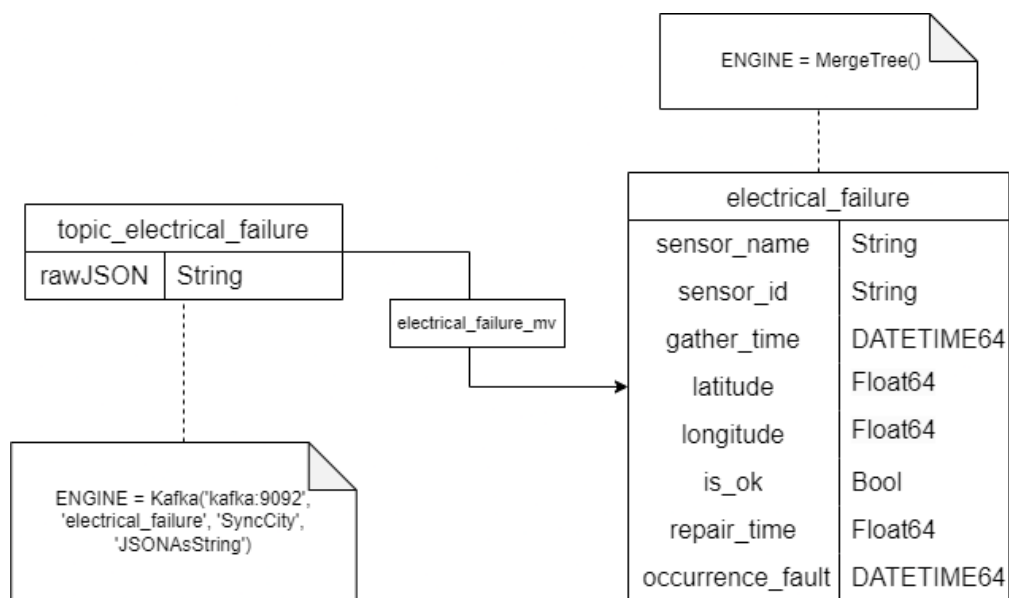 ENGINE = MergeTree()
topic_electrical_failure
rawJSON String
electrical_failure_mv
ENGINE = Kafka('kafka:9092',
'electrical_failure', 'SyncCity',
'JSONAsString')
electrical_failure
sensor_name String
sensor_id String
gather_time DATETIME64
latitude Float64
longitude Float64
is_ok Bool
repair_time Float64
occurrence_fault DATETIME64